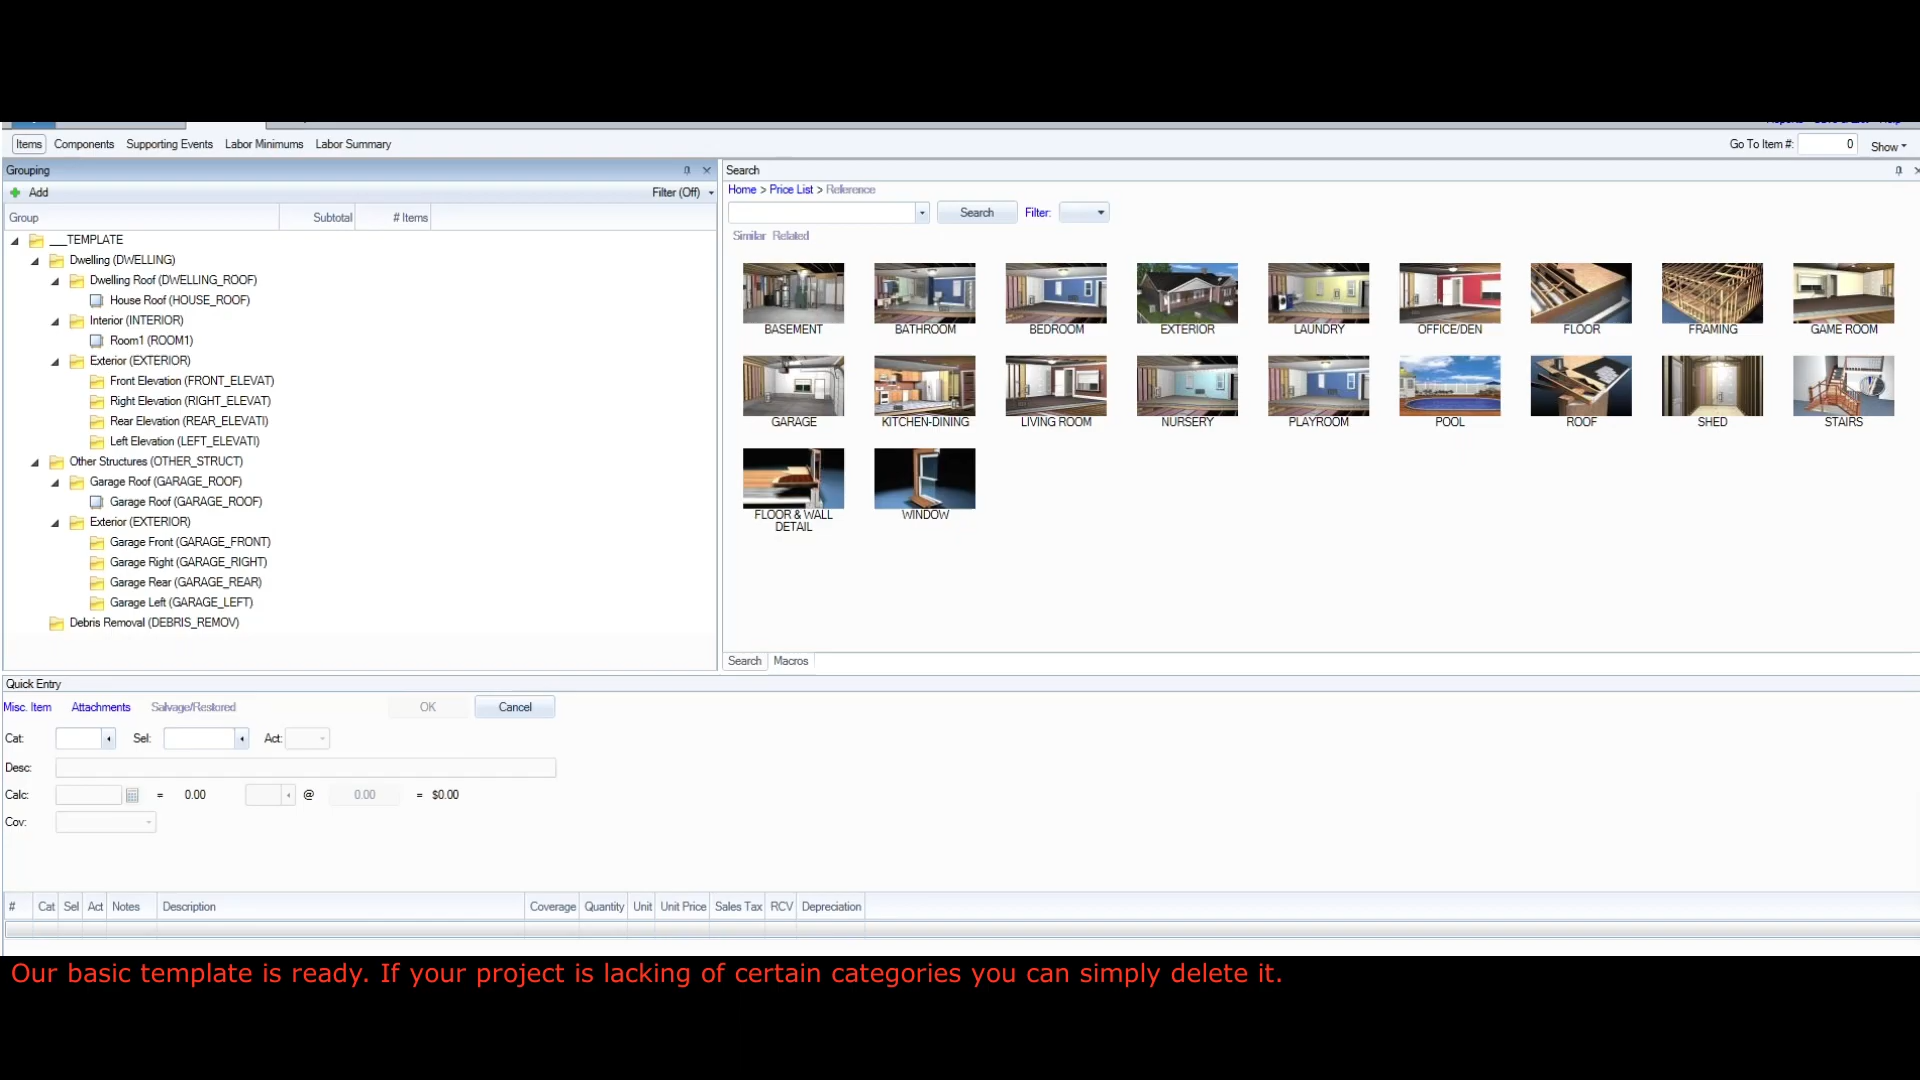 Items Components Supporting Events Labor Minimums Labor Summary
Go To Item #: 0 Show
Grouping
Add Filter (Off)
Group Subtotal # Items
___TEMPLATE
Dwelling (DWELLING)
Dwelling Roof (DWELLING_ROOF)
House Roof (HOUSE_ROOF)
Interior (INTERIOR)
Room1 (ROOM1)
Exterior (EXTERIOR)
Front Elevation (FRONT_ELEVAT)
Right Elevation (RIGHT_ELEVATI)
Rear Elevation (REAR_ELEVATI)
Left Elevation (LEFT_ELEVATI)
Other Structures (OTHER_STRUCT)
Garage Roof (GARAGE_ROOF)
Garage Roof (GARAGE_ROOF)
Exterior (EXTERIOR)
Garage Front (GARAGE_FRONT)
Garage Right (GARAGE_RIGHT)
Garage Rear (GARAGE_REAR)
Garage Left (GARAGE_LEFT)
Debris Removal (DEBRIS_REMOV)
Search
Home > Price List > Reference
Search Filter:
Similar Related
BASEMENT BATHROOM BEDROOM EXTERIOR LAUNDRY OFFICE/DEN FLOOR FRAMING GAME ROOM
GARAGE KITCHEN-DINING LIVING ROOM NURSERY PLAYROOM POOL ROOF SHED STAIRS
FLOOR & WALL DETAIL WINDOW
Search Macros
Quick Entry
Misc. Item Attachments Salvage/Restored OK Cancel
Cat: Sel: Act:
Desc:
Calc: = 0.00 @ 0.00 = $0.00
Cov:
# Cat Sel Act Notes Description Coverage Quantity Unit Unit Price Sales Tax RCV Depreciation
Our basic template is ready. If your project is lacking of certain categories you can simply delete it.